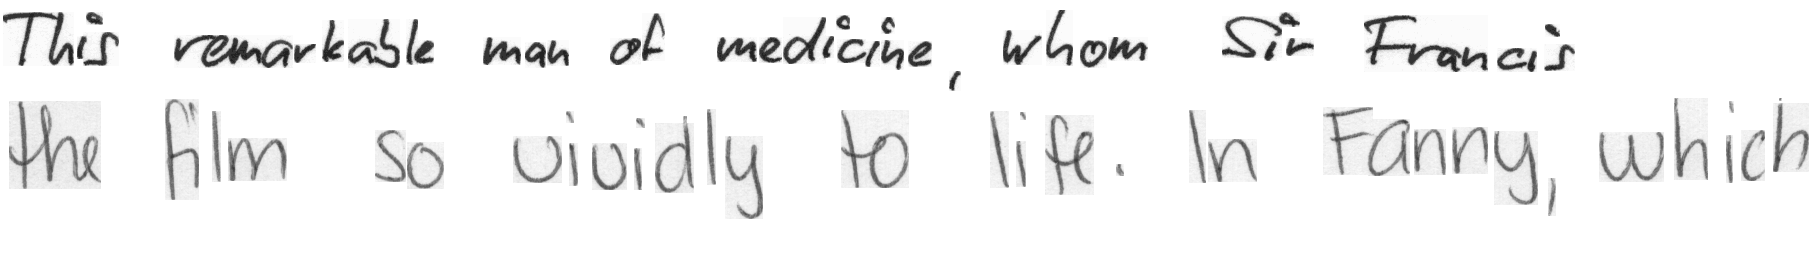 This remarkable man of medicine, whom Sir Francis
the film so vividly to life. In Fanny, which